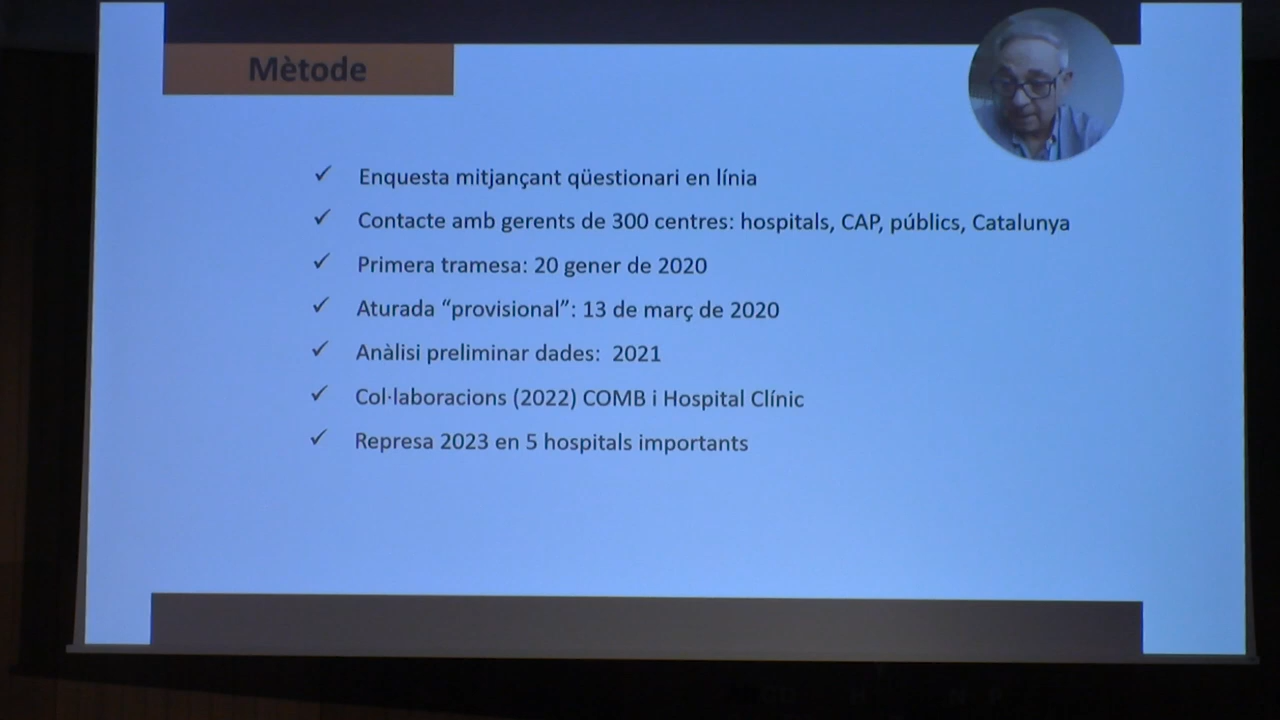 Mètode
✓ Enquesta mitjançant qüestionari en línia
✓ Contacte amb gerents de 300 centres: hospitals, CAP, públics, Catalunya
✓ Primera tramesa: 20 gener de 2020
✓ Aturada “provisional”: 13 de març de 2020
✓ Anàlisi preliminar dades: 2021
✓ Col·laboracions (2022) COMB i Hospital Clínic
✓ Represa 2023 en 5 hospitals importants